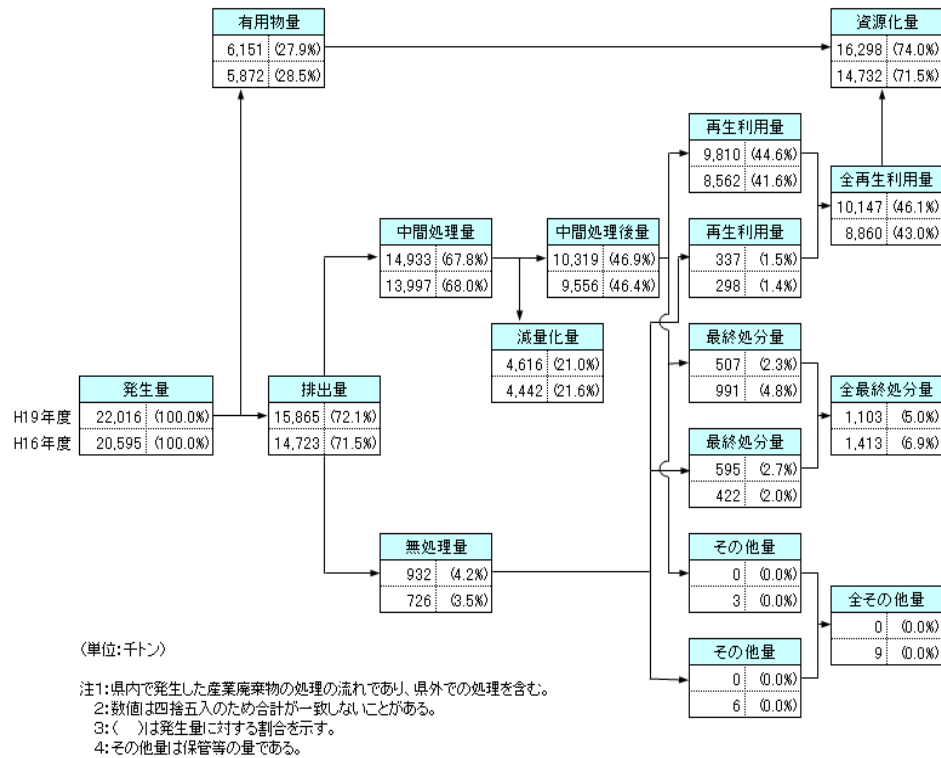 有用物量
6,151 (27.9%)
5,872 (28.5%)
資源化量
16,298 (74.0%)
14,732 (71.5%)
再生利用量
9,810 (44.6%)
8,562 (41.6%)
全再生利用量
10,147 (46.1%)
8,860 (43.0%)
中間処理量
14,933 (67.8%)
13,997 (68.0%)
中間処理後量
10,319 (46.9%)
9,556 (46.4%)
再生利用量
337 (1.5%)
298 (1.4%)
減量化量
4,616 (21.0%)
4,442 (21.6%)
最終処分量
507 (2.3%)
991 (4.8%)
発生量
H19年度 22,016 (100.0%)
H16年度 20,595 (100.0%)
排出量
15,865 (72.1%)
14,723 (71.5%)
全最終処分量
1,103 (5.0%)
1,413 (6.9%)
最終処分量
595 (2.7%)
422 (2.0%)
無処理量
932 (4.2%)
726 (3.5%)
その他量
0 (0.0%)
3 (0.0%)
全その他量
0 (0.0%)
9 (0.0%)
その他量
0 (0.0%)
6 (0.0%)
(単位:千トン)
注1:県内で発生した産業廃棄物の処理の流れであり、県外での処理を含む。
2:数値は四捨五入のため合計が一致しないことがある。
3:( )は発生量に対する割合を示す。
4:その他量は保管等の量である。